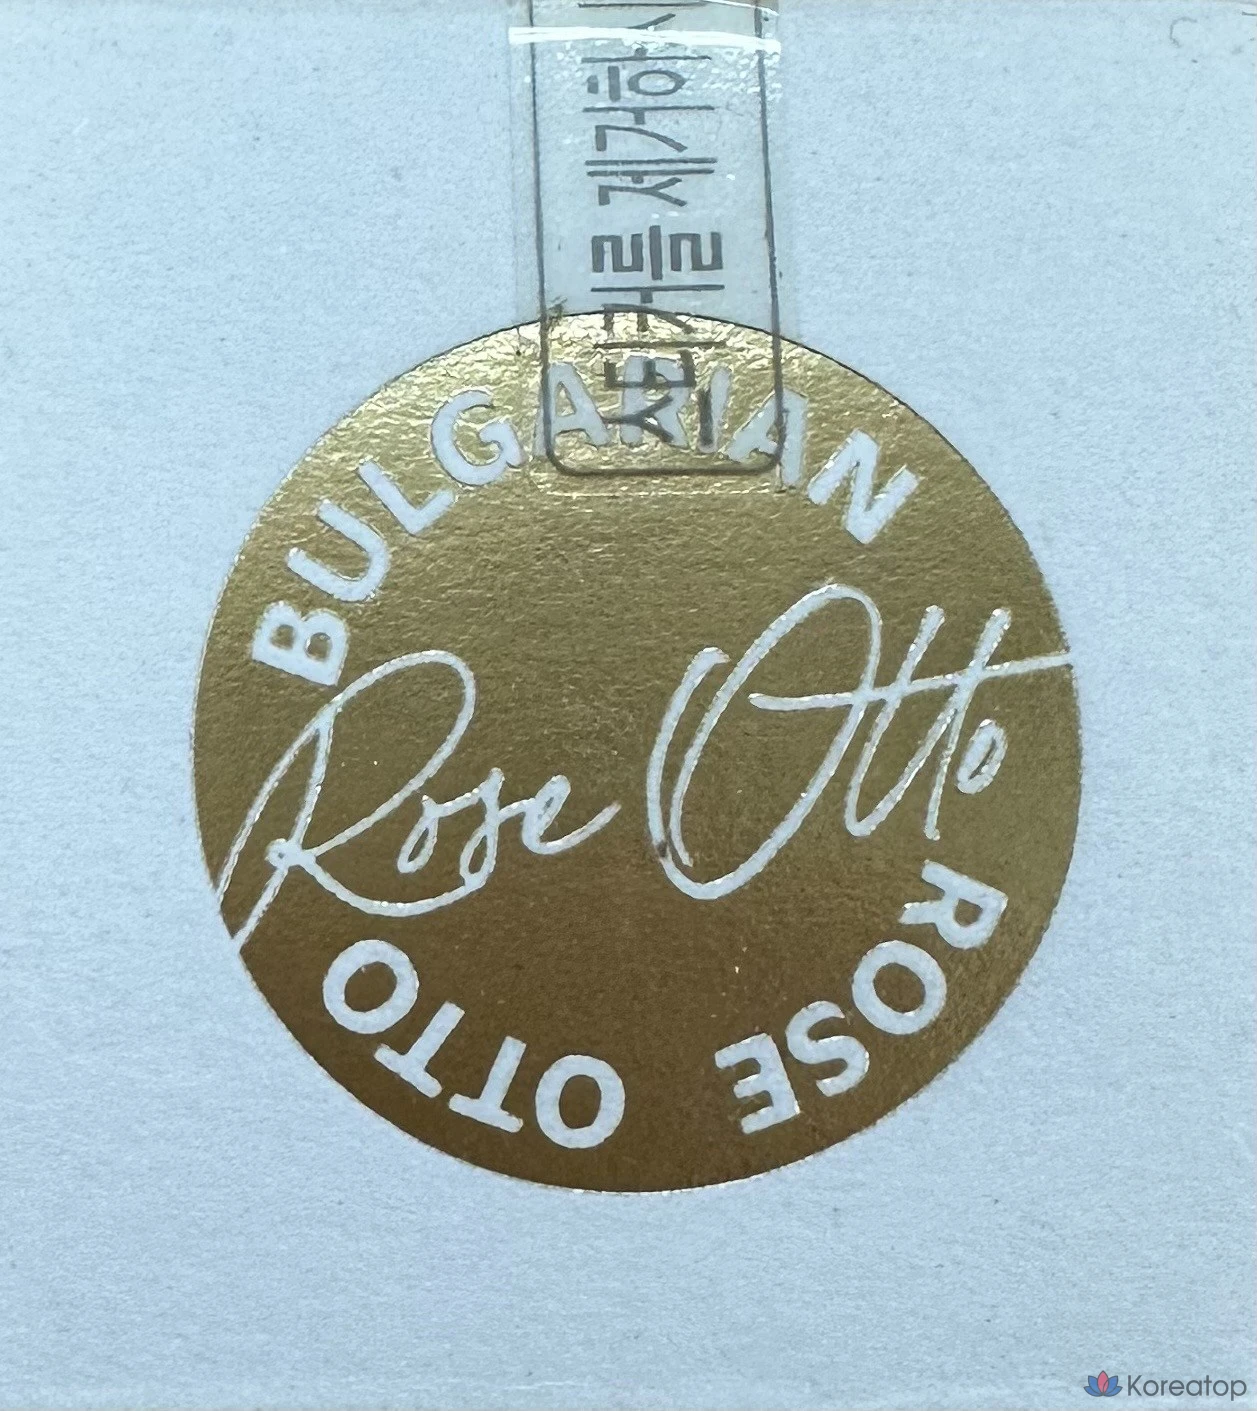 스티커를 제거하시
BULGARIAN ROSE OTTO
Rose Otto
Koreatop